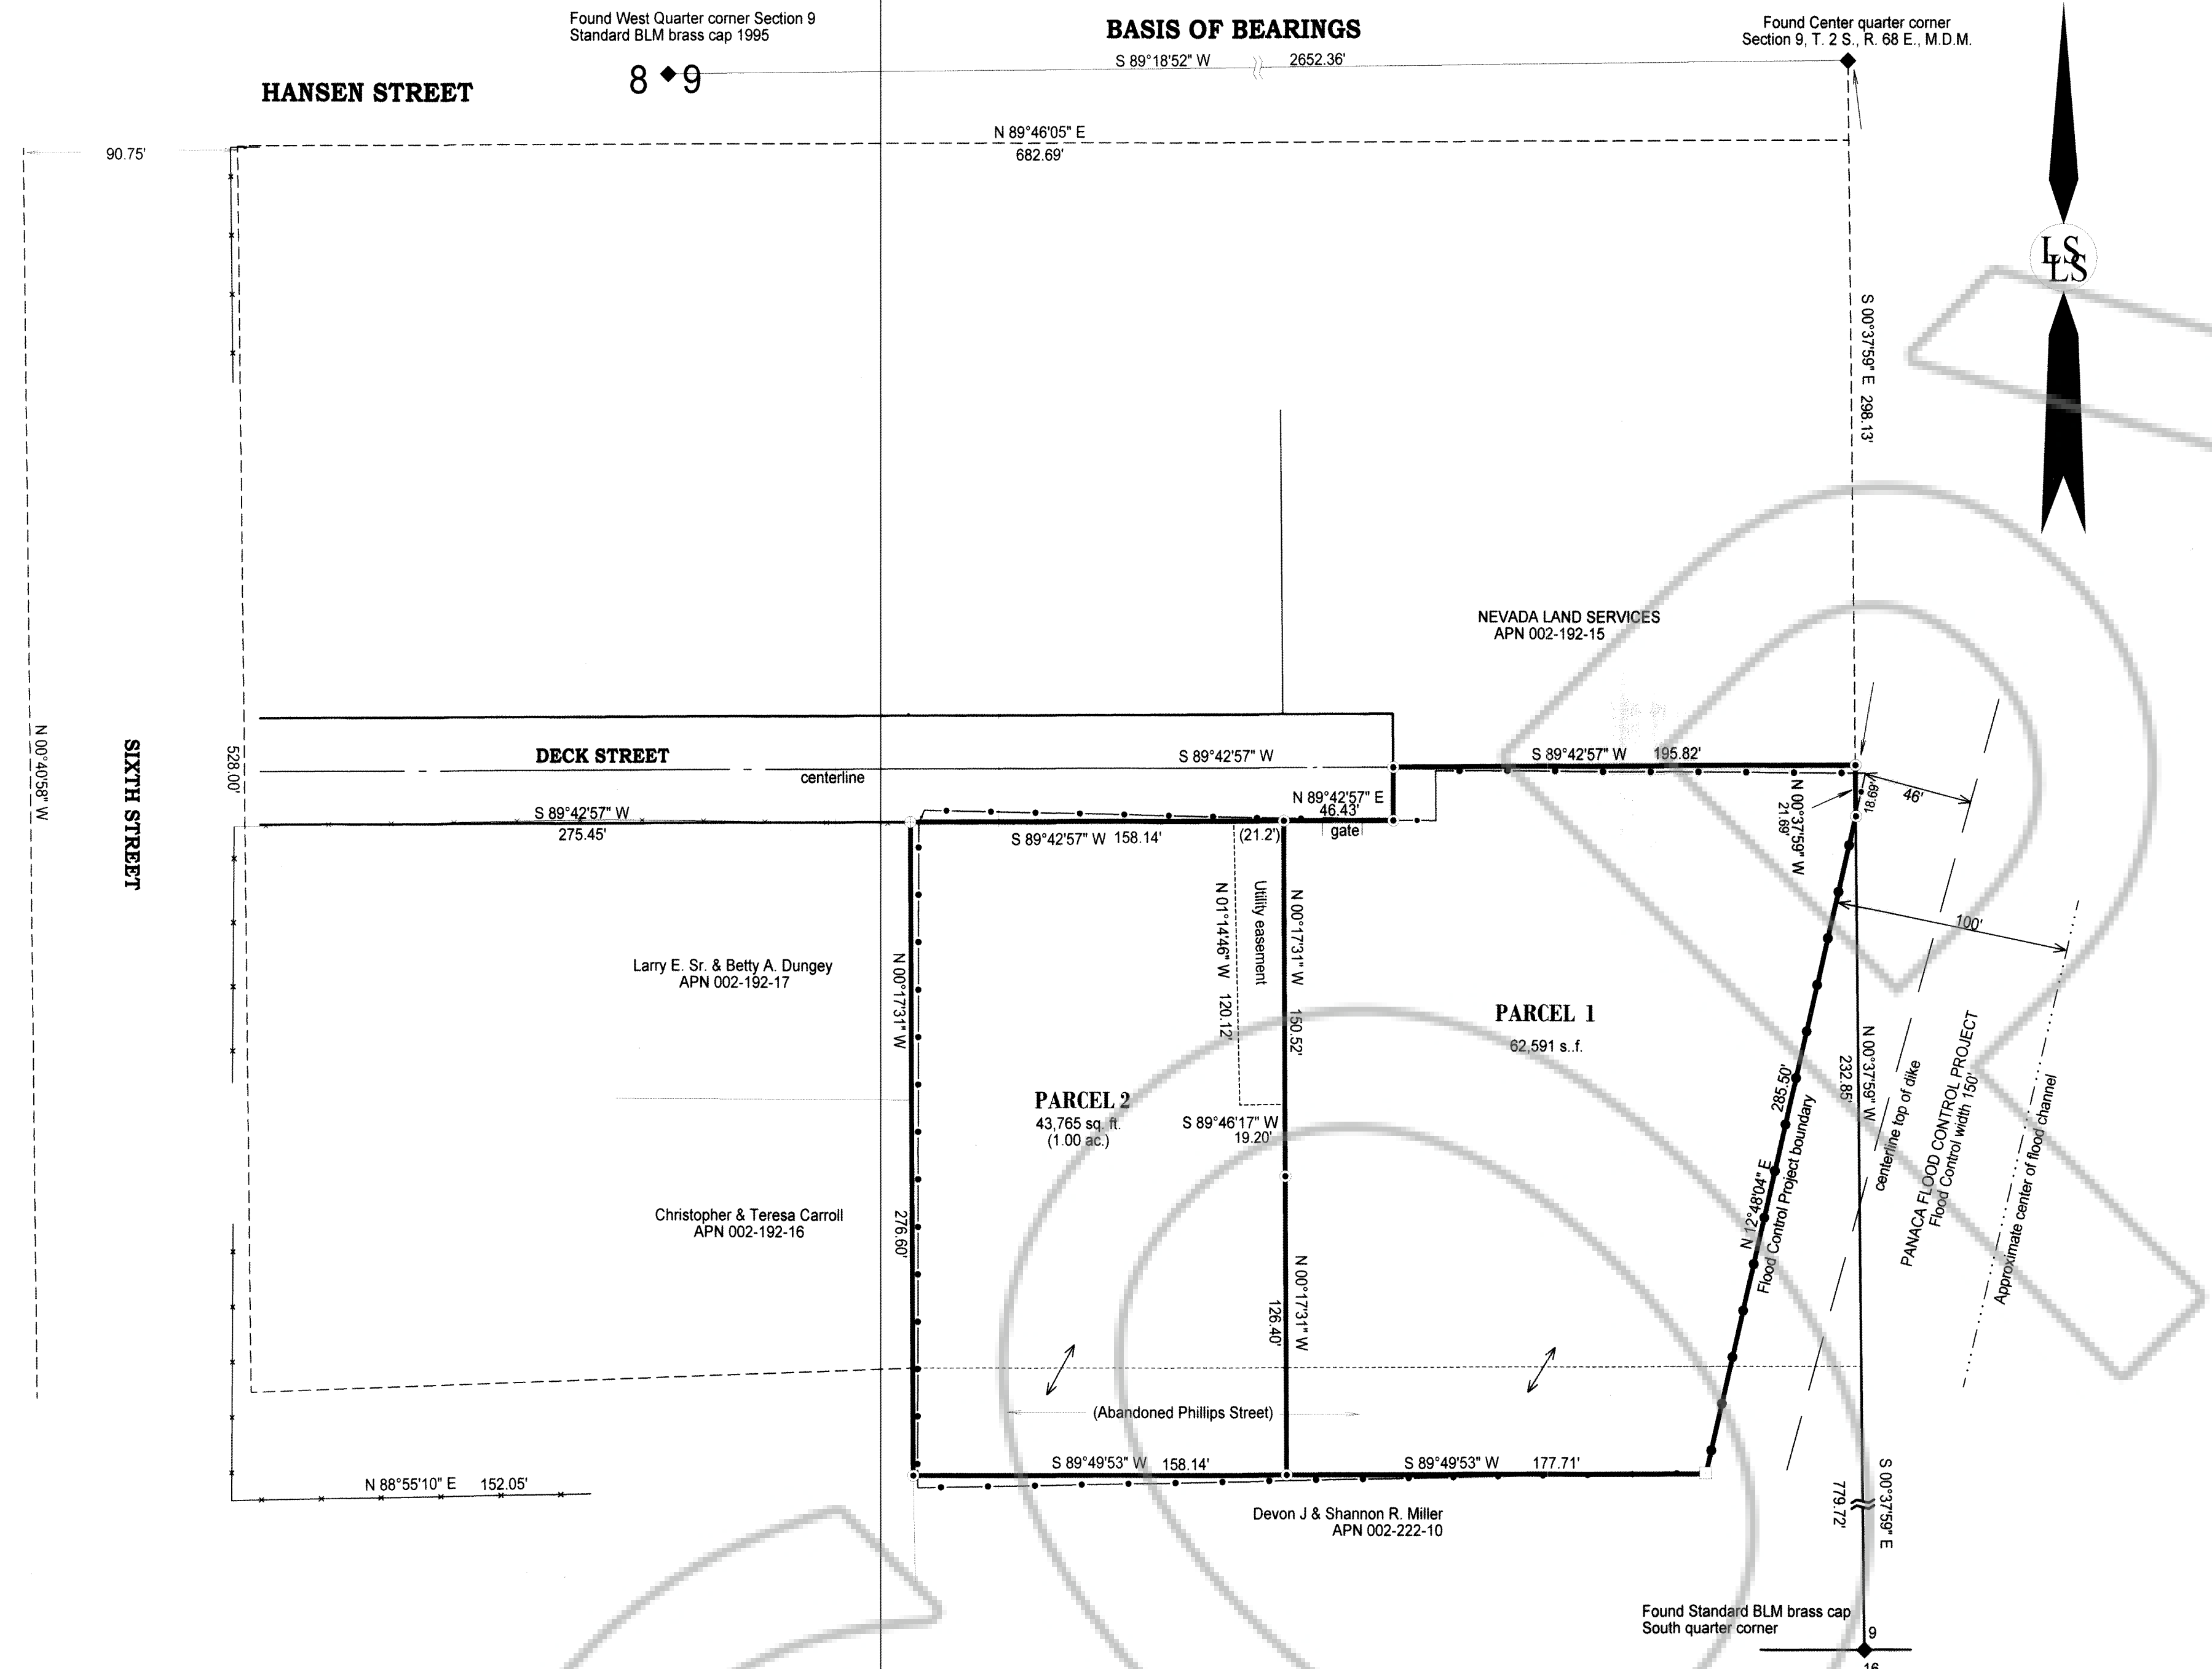 Found West Quarter corner Section 9
Standard BLM brass cap 1995
BASIS OF BEARINGS
Found Center quarter corner
Section 9, T. 2 S., R. 68 E., M.D.M.
S 89°18'52" W 2652.36'
8 9
HANSEN STREET
N 89°46'05" E
682.69'
90.75'
LS
LS
S 00°37'59" E 298.13'
NEVADA LAND SERVICES
APN 002-192-15
N 00°40'58" W
SIXTH STREET
528.00'
DECK STREET
centerline
S 89°42'57" W
S 89°42'57" W 195.82'
N 89°42'57" E
46.43'
gate
S 89°42'57" W
275.45'
S 89°42'57" W 158.14'
(21.2')
N 00°37'59" W
21.69'
18.69'
46'
100'
Utility easement
N 01°14'46" W 120.12'
N 00°17'31" W 150.52'
N 00°17'31" W
276.60'
Larry E. Sr. & Betty A. Dungey
APN 002-192-17
PARCEL 1
62,591 s..f.
PARCEL 2
43,765 sq. ft.
(1.00 ac.)
S 89°46'17" W
19.20'
Christopher & Teresa Carroll
APN 002-192-16
N 00°17'31" W
126.40'
N 12°48'04" E 285.50'
Flood Control Project boundary
N 00°37'59" W
232.85'
centerline top of dike
PANACA FLOOD CONTROL PROJECT
Flood Control width 150'
Approximate center of flood channel
(Abandoned Phillips Street)
S 89°49'53" W 158.14'
S 89°49'53" W 177.71'
N 88°55'10" E 152.05'
Devon J & Shannon R. Miller
APN 002-222-10
S 00°37'59" E
779.72'
Found Standard BLM brass cap
South quarter corner
9
16